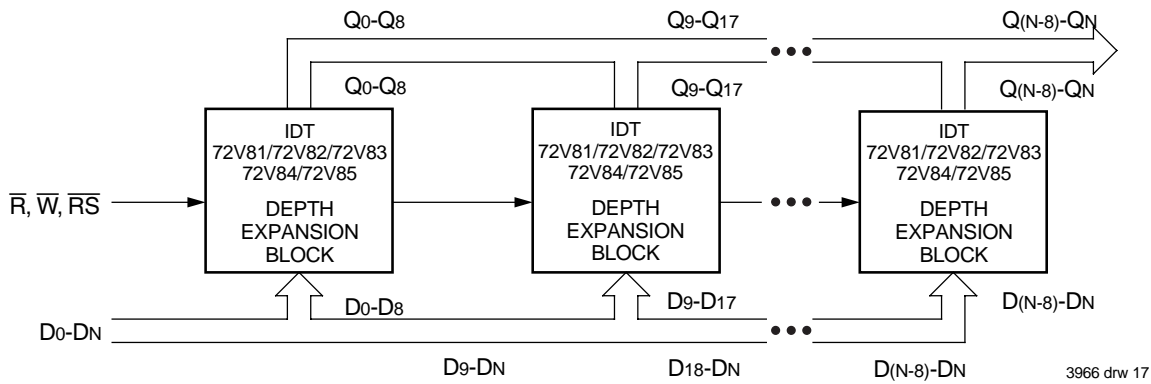 Q0-Q8 Q9-Q17 Q(N-8)-QN
Q0-Q8 Q9-Q17 Q(N-8)-QN
IDT
72V81/72V82/72V83
72V84/72V85
DEPTH
EXPANSION
BLOCK
IDT
72V81/72V82/72V83
72V84/72V85
DEPTH
EXPANSION
BLOCK
IDT
72V81/72V82/72V83
72V84/72V85
DEPTH
EXPANSION
BLOCK
R̅, W̅, R̅S̅
D0-D8 D9-D17 D(N-8)-DN
D0-DN
D9-DN D18-DN D(N-8)-DN
3966 drw 17